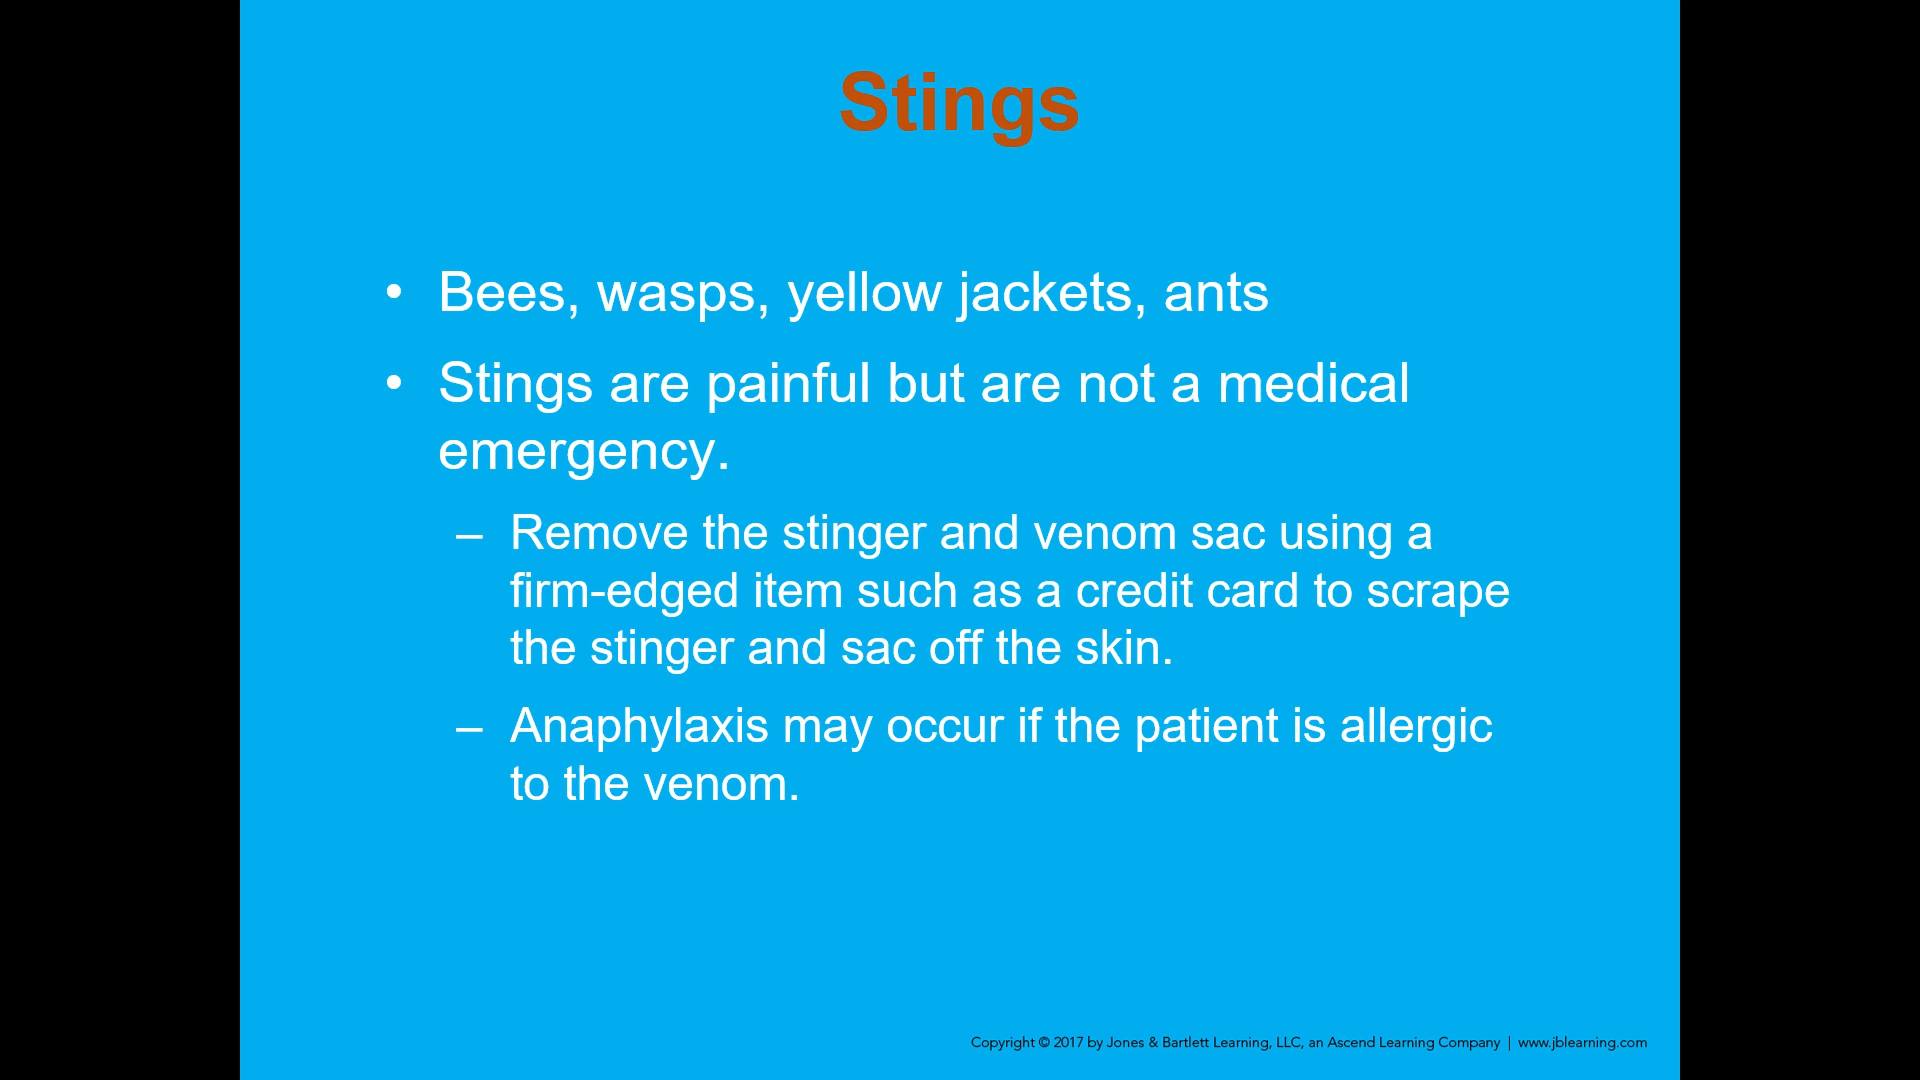 Stings
• Bees, wasps, yellow jackets, ants
• Stings are painful but are not a medical
emergency.
– Remove the stinger and venom sac using a
firm-edged item such as a credit card to scrape
the stinger and sac off the skin.
– Anaphylaxis may occur if the patient is allergic
to the venom.
Copyright © 2017 by Jones & Bartlett Learning, LLC, an Ascend Learning Company | www.jblearning.com